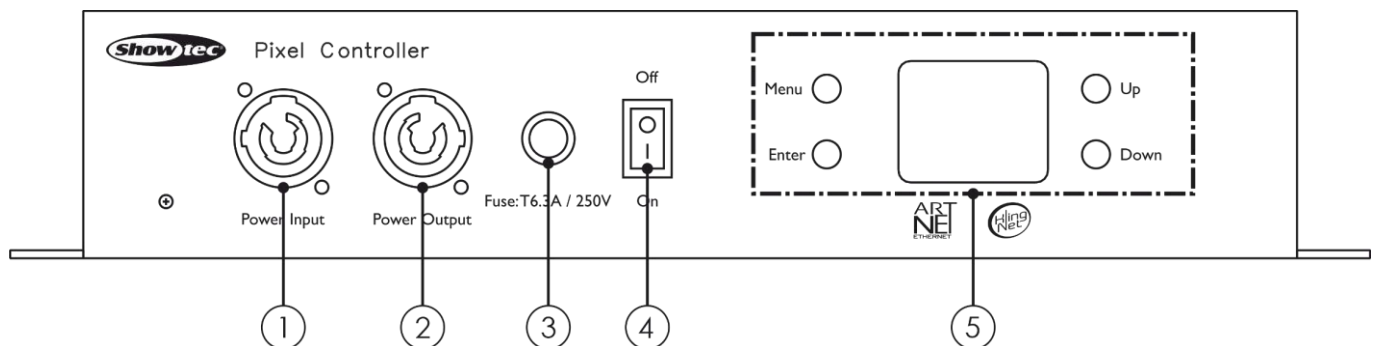 Showtec Pixel Controller
Off
Menu
Up
Enter
Down
Fuse:T6.3A / 250V
On
Power Input
Power Output
ART
NET
ETHERNET
Kling
Net
1
2
3
4
5